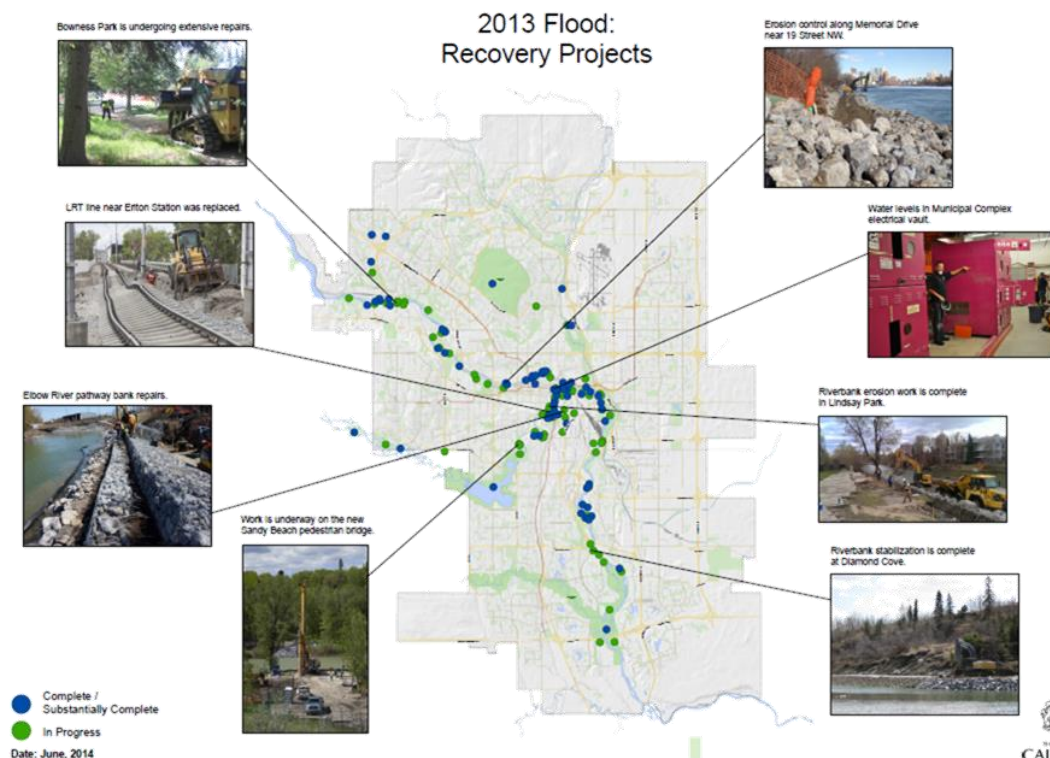 2013 Flood:
Recovery Projects
Bowness Park is undergoing extensive repairs.
Erosion control along Memorial Drive
near 19 Street NW.
LRT line near Erlton Station was replaced.
Water levels in Municipal Complex
electrical vault.
Elbow River pathway bank repairs.
Riverbank erosion work is complete
in Lindsay Park.
Work is underway on the new
Sandy Beach pedestrian bridge.
Riverbank stabilization is complete
at Diamond Cove.
Complete /
Substantially Complete
In Progress
Date: June, 2014